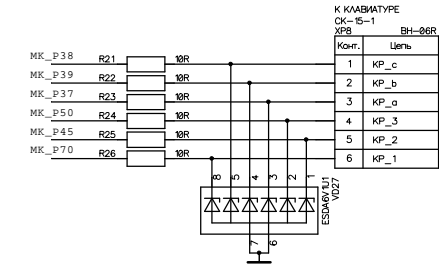 К КЛАВИАТУРЕ
СК-15-1
XP8 BH-06R
Конт. Цепь
MK_P38 R21 10R 1 KP_c
MK_P39 R22 10R 2 KP_b
MK_P37 R23 10R 3 KP_a
MK_P50 R24 10R 4 KP_3
MK_P45 R25 10R 5 KP_2
MK_P70 R26 10R 6 KP_1
8 5 4 3 2 1
ESDA6V1U1
VD27
7 6